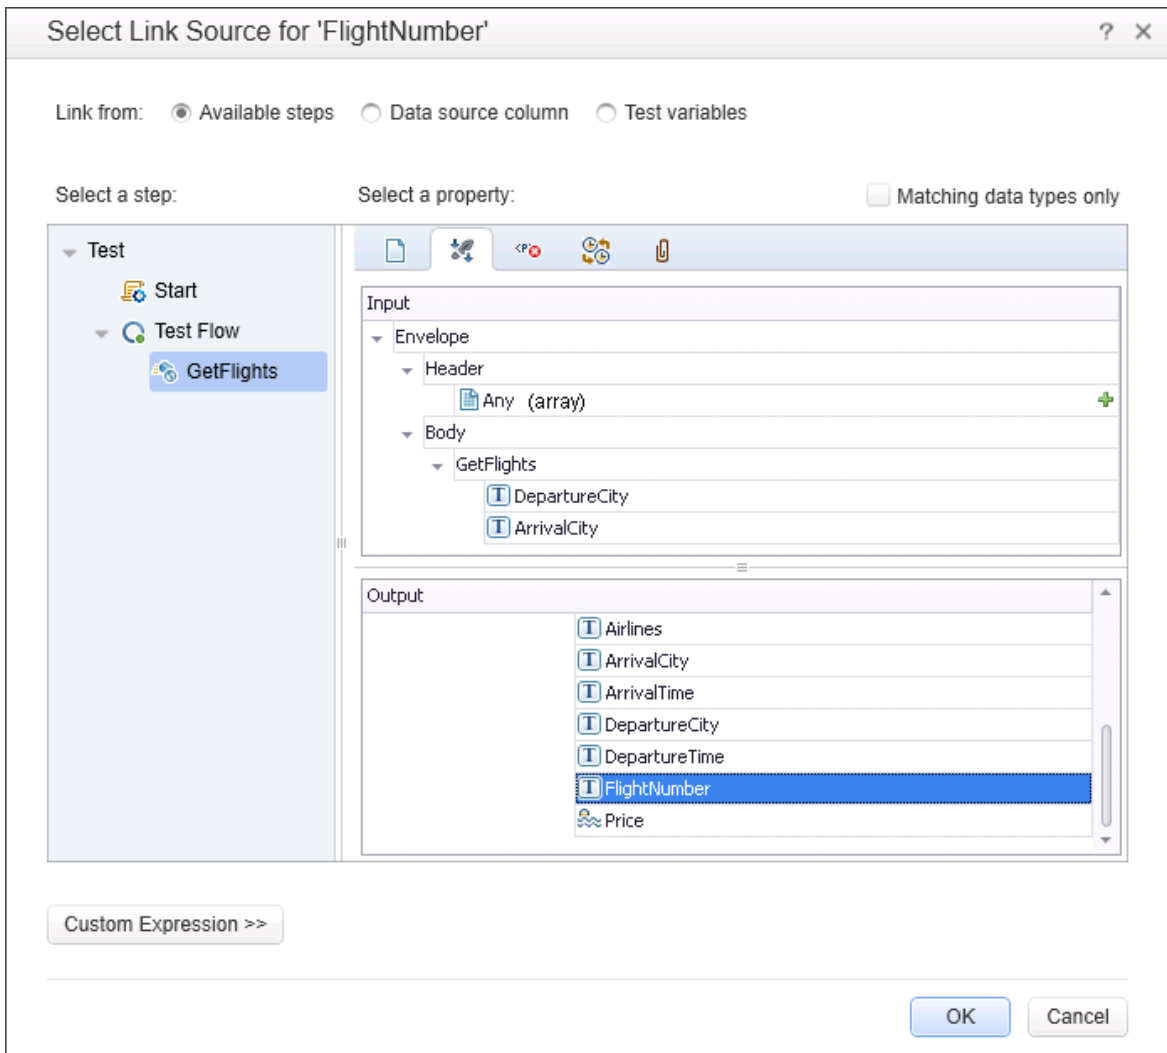 Select Link Source for 'FlightNumber'
?
Link from: Available steps Data source column Test variables
Select a step: Select a property: Matching data types only
Test
Start
Test Flow
GetFlights
<P>
Input
Envelope
Header
Any (array)
Body
GetFlights
T DepartureCity
T ArrivalCity
Output
T Airlines
T ArrivalCity
T ArrivalTime
T DepartureCity
T DepartureTime
T FlightNumber
Price
Custom Expression >>
OK Cancel